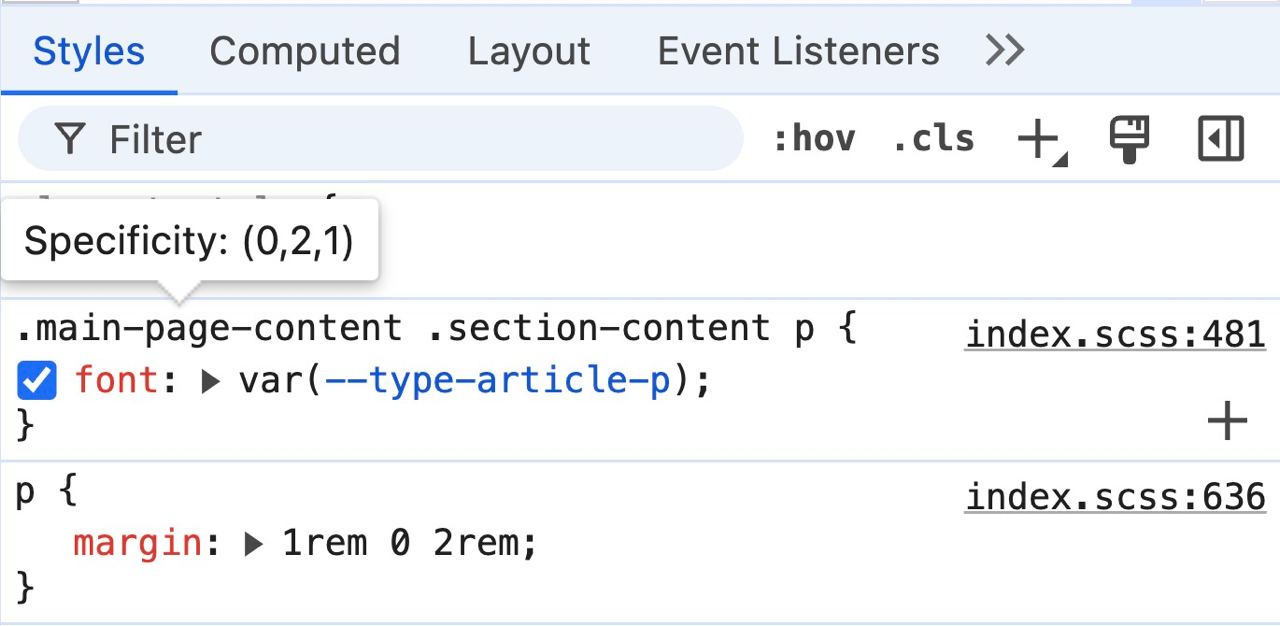 Styles Computed Layout Event Listeners
Filter :hov .cls
Specificity: (0,2,1)
.main-page-content .section-content p { index.scss:481
font: var(--type-article-p);
}
p { index.scss:636
margin: 1rem 0 2rem;
}